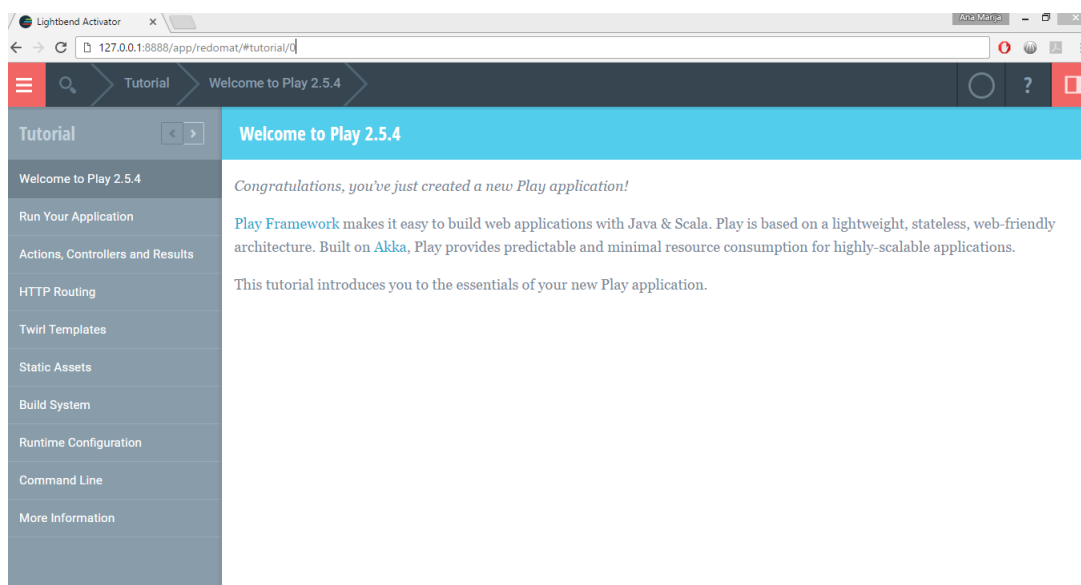 Lightbend Activator
Ana Marija
127.0.0.1:8888/app/redomat/#tutorial/0
Tutorial
Welcome to Play 2.5.4
?
Tutorial
Welcome to Play 2.5.4
Welcome to Play 2.5.4
Run Your Application
Actions, Controllers and Results
HTTP Routing
Twirl Templates
Static Assets
Build System
Runtime Configuration
Command Line
More Information
Congratulations, you've just created a new Play application!
Play Framework makes it easy to build web applications with Java & Scala. Play is based on a lightweight, stateless, web-friendly
architecture. Built on Akka, Play provides predictable and minimal resource consumption for highly-scalable applications.
This tutorial introduces you to the essentials of your new Play application.